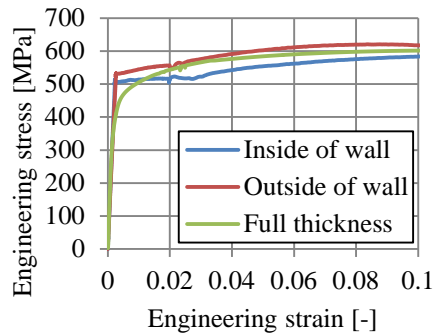 Engineering stress [MPa]
700
600
500
400
300
200
100
0
Inside of wall
Outside of wall
Full thickness
0
0.02
0.04
0.06
0.08
0.1
Engineering strain [-]